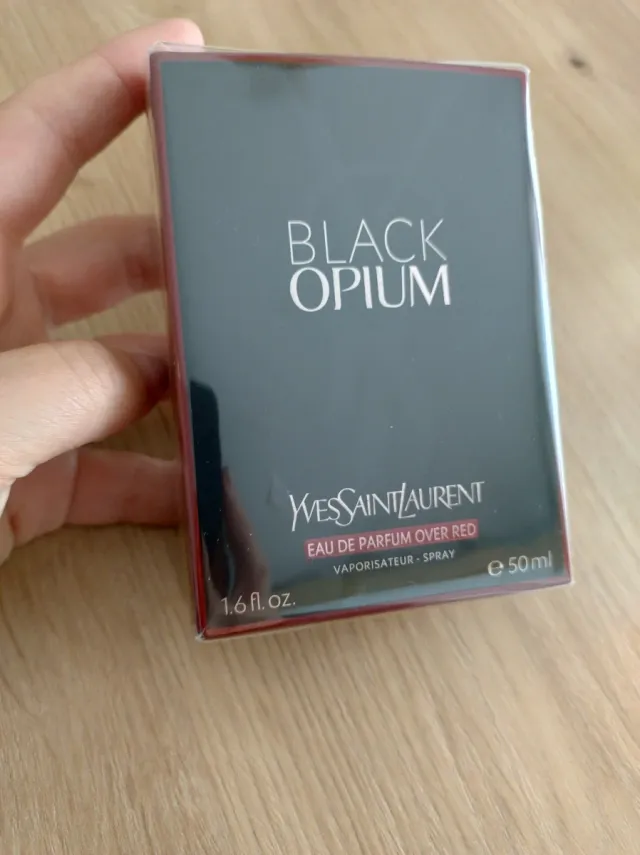 BLACK
OPIUM
YVESSAINTLAURENT
EAU DE PARFUM OVER RED
VAPORISATEUR - SPRAY
1.6 fl. oz.
e 50 ml